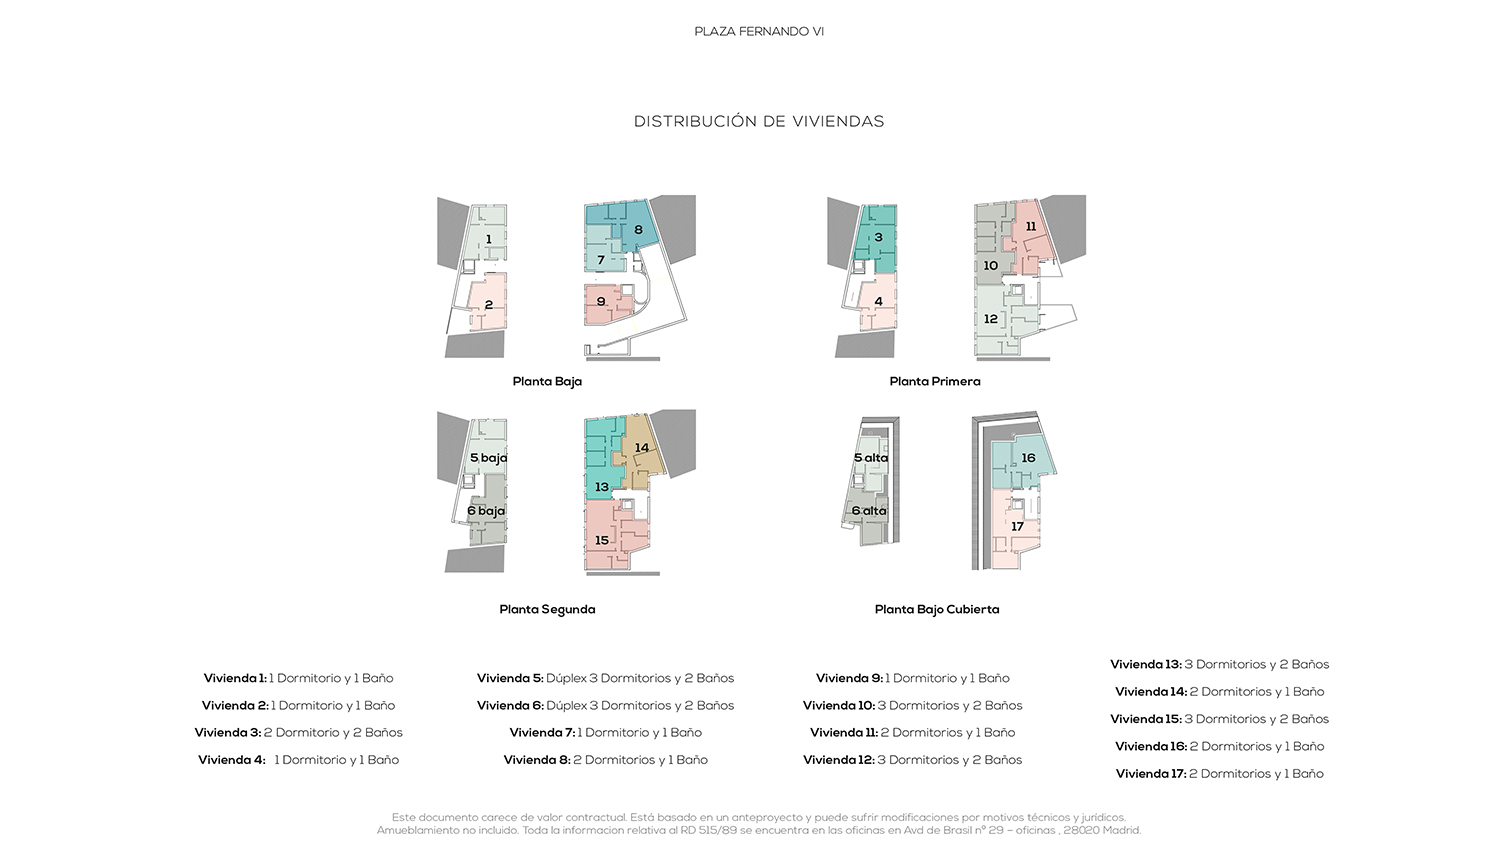 PLAZA FERNANDO VI
DISTRIBUCIÓN DE VIVIENDAS
1
2
8
7
9
Planta Baja
3
4
11
10
12
Planta Primera
5 baja
6 baja
14
13
15
Planta Segunda
5 alta
6 alta
16
17
Planta Bajo Cubierta
Vivienda 1: 1 Dormitorio y 1 Baño
Vivienda 2: 1 Dormitorio y 1 Baño
Vivienda 3: 2 Dormitorio y 2 Baños
Vivienda 4: 1 Dormitorio y 1 Baño
Vivienda 5: Dúplex 3 Dormitorios y 2 Baños
Vivienda 6: Dúplex 3 Dormitorios y 2 Baños
Vivienda 7: 1 Dormitorio y 1 Baño
Vivienda 8: 2 Dormitorios y 1 Baño
Vivienda 9: 1 Dormitorio y 1 Baño
Vivienda 10: 3 Dormitorios y 2 Baños
Vivienda 11: 2 Dormitorios y 1 Baño
Vivienda 12: 3 Dormitorios y 2 Baños
Vivienda 13: 3 Dormitorios y 2 Baños
Vivienda 14: 2 Dormitorios y 1 Baño
Vivienda 15: 3 Dormitorios y 2 Baños
Vivienda 16: 2 Dormitorios y 1 Baño
Vivienda 17: 2 Dormitorios y 1 Baño
Este documento carece de valor contractual. Está basado en un anteproyecto y puede sufrir modificaciones por motivos técnicos y jurídicos.
Amueblamiento no incluido. Toda la informacion relativa al RD 515/89 se encuentra en las oficinas en Avd de Brasil nº 29 – oficinas , 28020 Madrid.